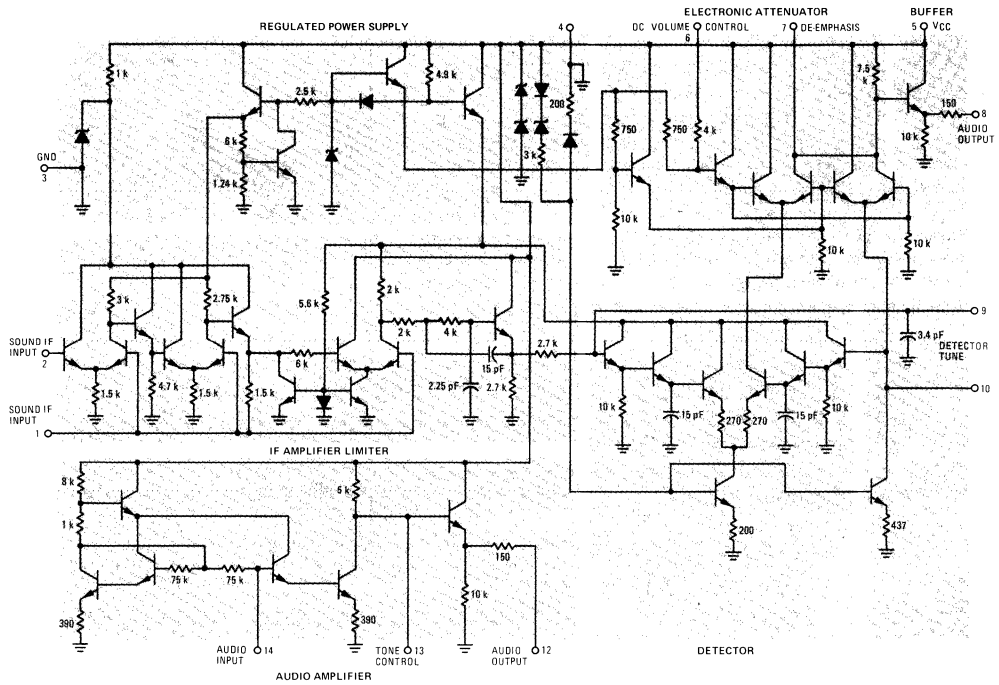 ELECTRONIC ATTENUATOR BUFFER
REGULATED POWER SUPPLY 4 DC VOLUME CONTROL 7 DE-EMPHASIS 5 VCC
6
1 k
4.9 k
7.5 k
2.5 k
200
750
750
4 k
150
8
AUDIO OUTPUT
10 k
6 k
3 k
GND
3
1.24 k
10 k
10 k
10 k
5.6 k
2 k
3 k
2.75 k
9
2 k
4 k
3.4 pF
DETECTOR TUNE
SOUND IF INPUT
2
6 k
15 pF
2.7 k
1.5 k
4.7 k
1.5 k
1.5 k
2.25 pF
2.7 k
10
10 k
15 pF
270
270
15 pF
10 k
SOUND IF INPUT
1
IF AMPLIFIER LIMITER
8 k
5 k
1 k
200
437
150
75 k
75 k
10 k
390
390
AUDIO INPUT
14
TONE CONTROL
13
AUDIO OUTPUT
12
DETECTOR
AUDIO AMPLIFIER